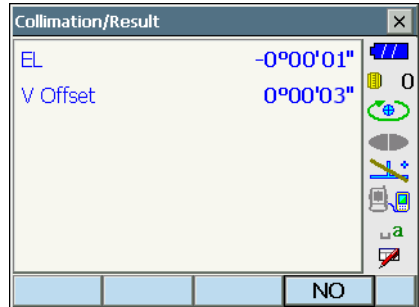 Collimation/Result
EL -0°00'01"
V Offset 0°00'03"
0
a
NO